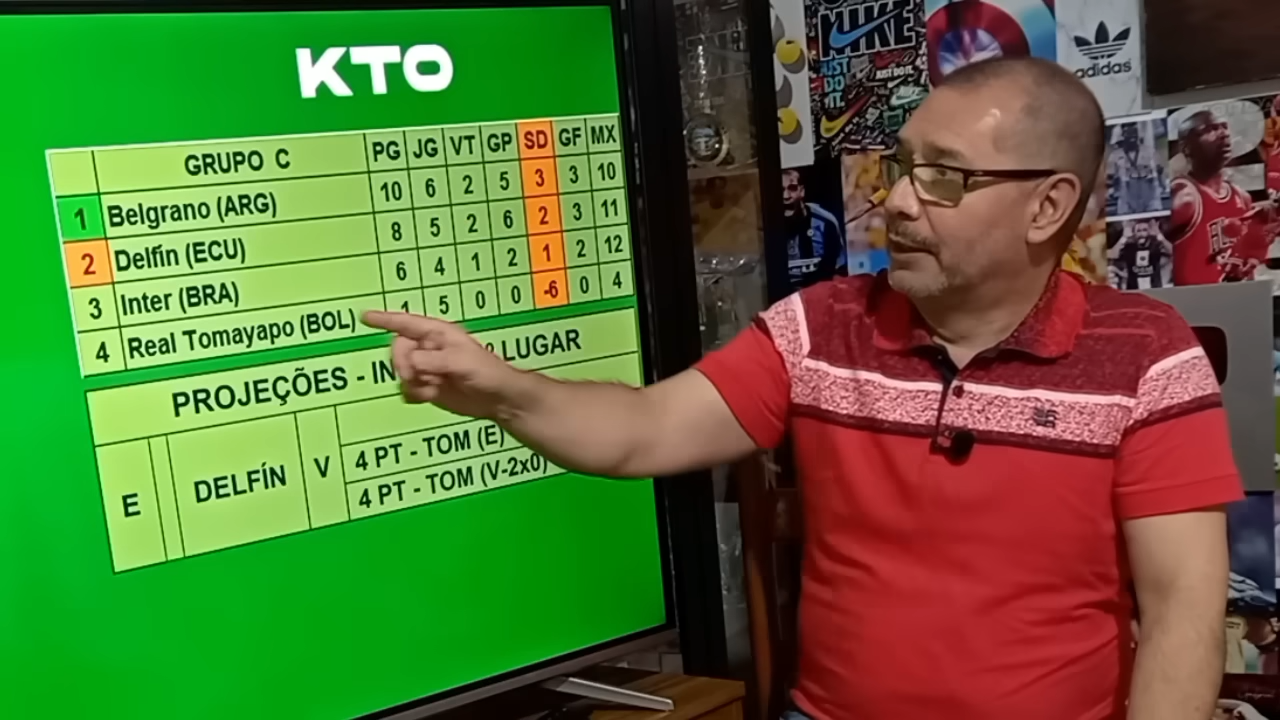 KTO
GRUPO C PG JG VT GP SD GF MX
1 Belgrano (ARG) 10 6 2 5 3 3 10
2 Delfín (ECU) 8 5 2 6 2 3 11
3 Inter (BRA) 6 4 1 2 1 2 12
4 Real Tomayapo (BOL) 1 5 0 0 -6 0 4
PROJEÇÕES - IN º LUGAR
E DELFÍN V
4 PT - TOM (E)
4 PT - TOM (V-2x0)
NIKE
JUST
DO
IT.
JUST DO IT.
adidas